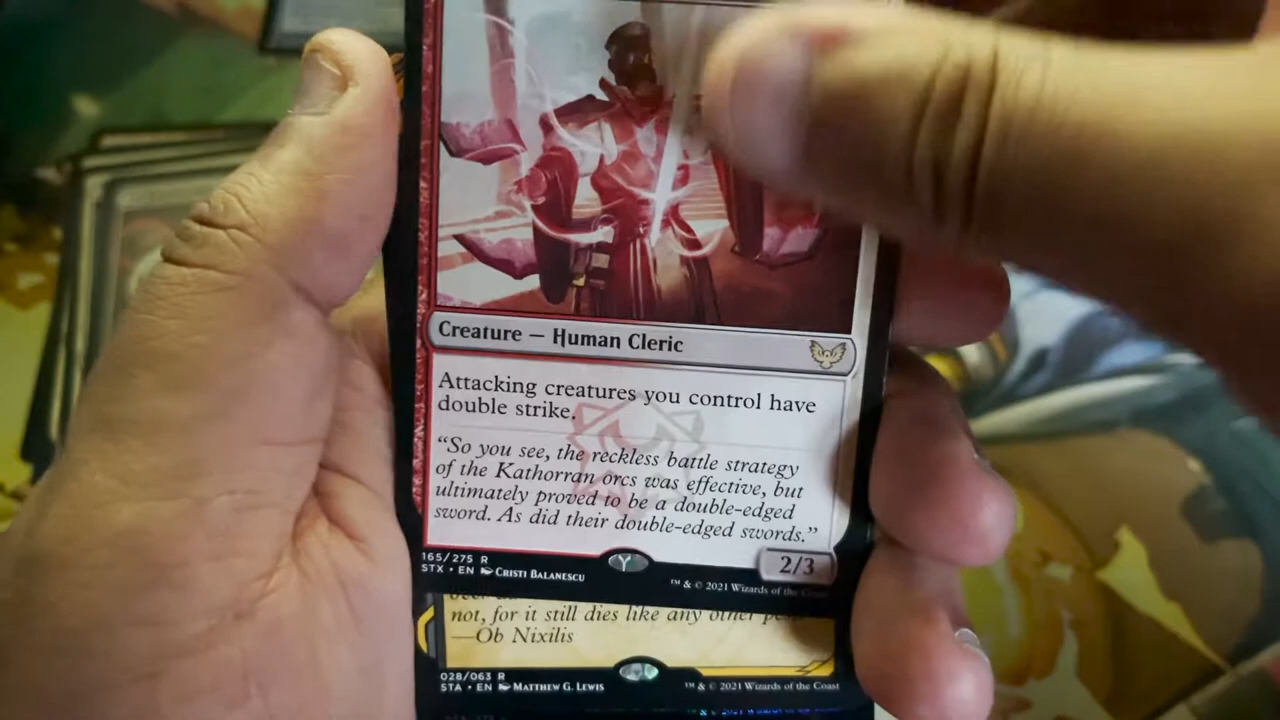 Creature — Human Cleric
Attacking creatures you control have
double strike.
“So you see, the reckless battle strategy
of the Kathorran orcs was effective, but
ultimately proved to be a double-edged
sword. As did their double-edged swords.”
2/3
165/275 R
STX • EN CRISTI BALANESCU
™ & © 2021 Wizards of the Coast
not, for it still dies like any other
—Ob Nixilis
028/063 R
STA • EN MATTHEW G. LEWIS
™ & © 2021 Wizards of the Coast